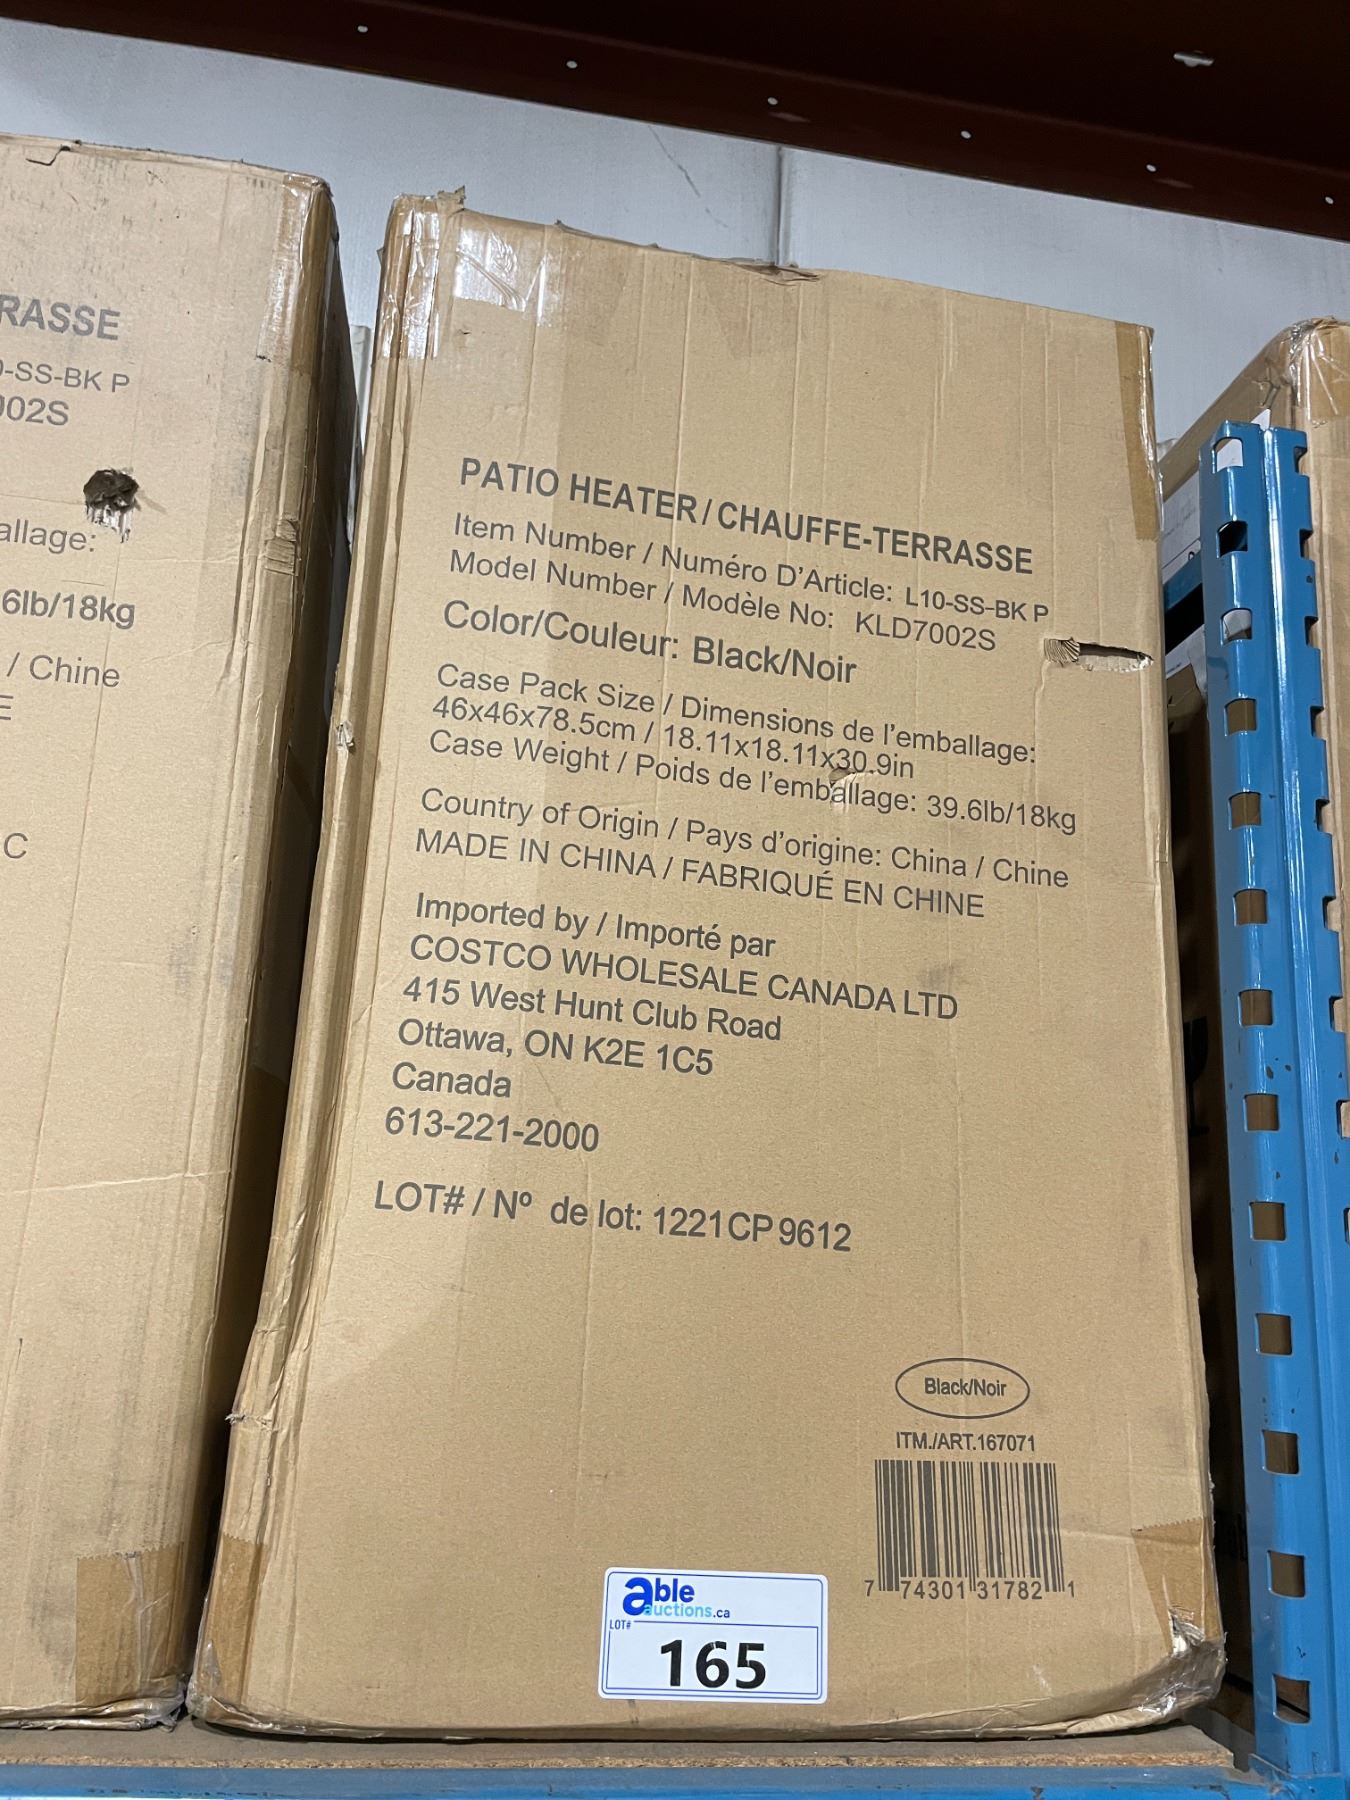 RASSE
-SS-BK P
002S
allage:
6lb/18kg
/ Chine
E
C
PATIO HEATER/CHAUFFE-TERRASSE
Item Number / Numéro D'Article: L10-SS-BK P
Model Number / Modèle No: KLD7002S
Color/Couleur: Black/Noir
Case Pack Size / Dimensions de l'emballage:
46x46x78.5cm / 18.11x18.11x30.9in
Case Weight / Poids de l'emballage: 39.6lb/18kg
Country of Origin / Pays d'origine: China / Chine
MADE IN CHINA / FABRIQUÉ EN CHINE
Imported by / Importé par
COSTCO WHOLESALE CANADA LTD
415 West Hunt Club Road
Ottawa, ON K2E 1C5
Canada
613-221-2000
LOT# / Nº de lot: 1221CP9612
Black/Noir
ITM./ART.167071
7 74301 31782 1
able
auctions.ca
LOT#
165